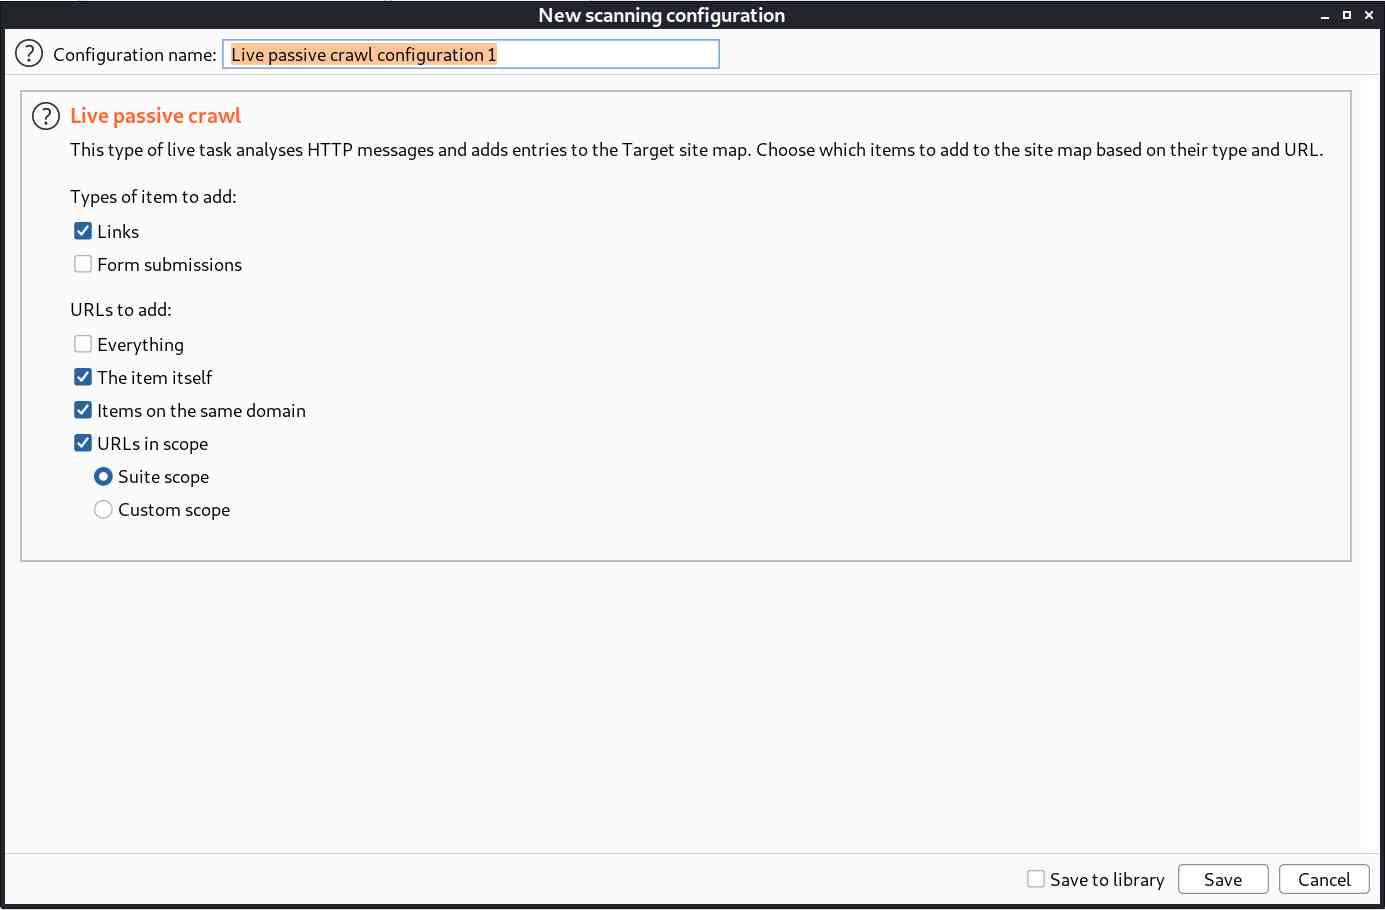 New scanning configuration
Configuration name: Live passive crawl configuration 1
Live passive crawl
This type of live task analyses HTTP messages and adds entries to the Target site map. Choose which items to add to the site map based on their type and URL.
Types of item to add:
Links
Form submissions
URLs to add:
Everything
The item itself
Items on the same domain
URLs in scope
Suite scope
Custom scope
Save to library Save Cancel